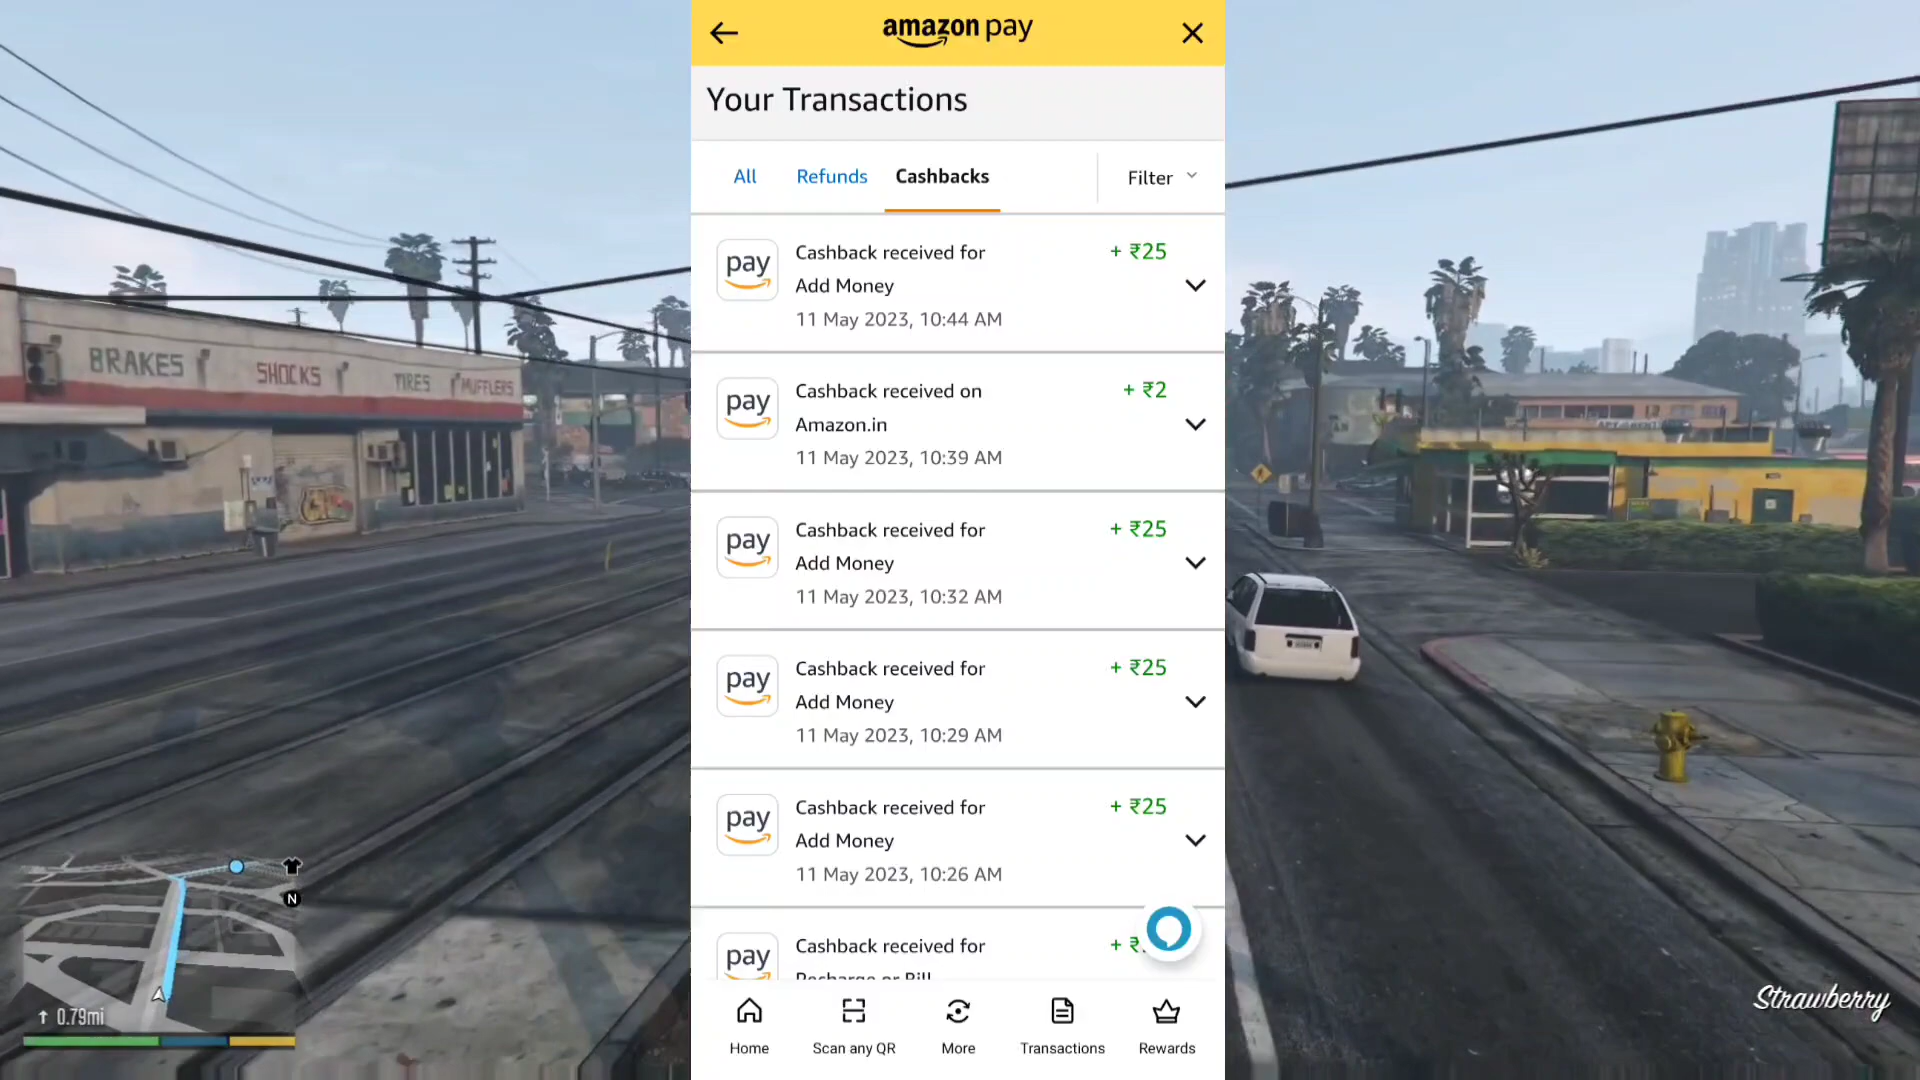 amazon pay
Your Transactions
All
Refunds
Cashbacks
Filter
pay
Cashback received for
Add Money
11 May 2023, 10:44 AM
+ ₹25
pay
Cashback received on
Amazon.in
11 May 2023, 10:39 AM
+ ₹2
pay
Cashback received for
Add Money
11 May 2023, 10:32 AM
+ ₹25
pay
Cashback received for
Add Money
11 May 2023, 10:29 AM
+ ₹25
pay
Cashback received for
Add Money
11 May 2023, 10:26 AM
+ ₹25
pay
Cashback received for
Recharge or Bill
+ ₹
Home
Scan any QR
More
Transactions
Rewards
BRAKES
SHOCKS
TIRES
MUFFLERS
N
0.79mi
Strawberry